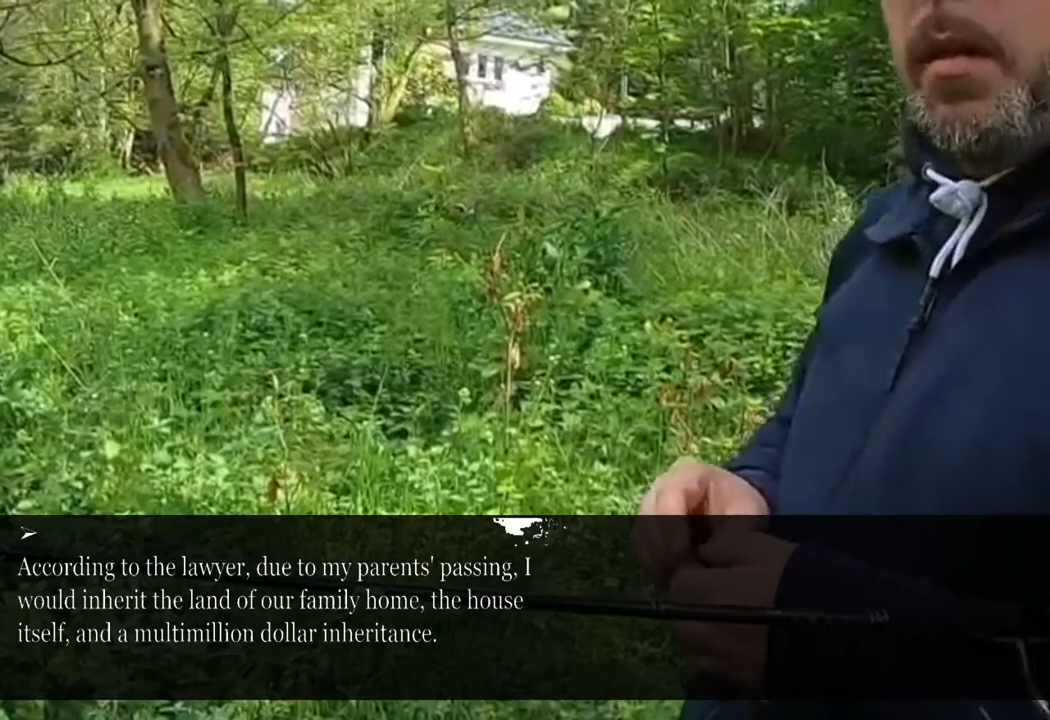 According to the lawyer, due to my parents' passing, I
would inherit the land of our family home, the house
itself, and a multimillion dollar inheritance.